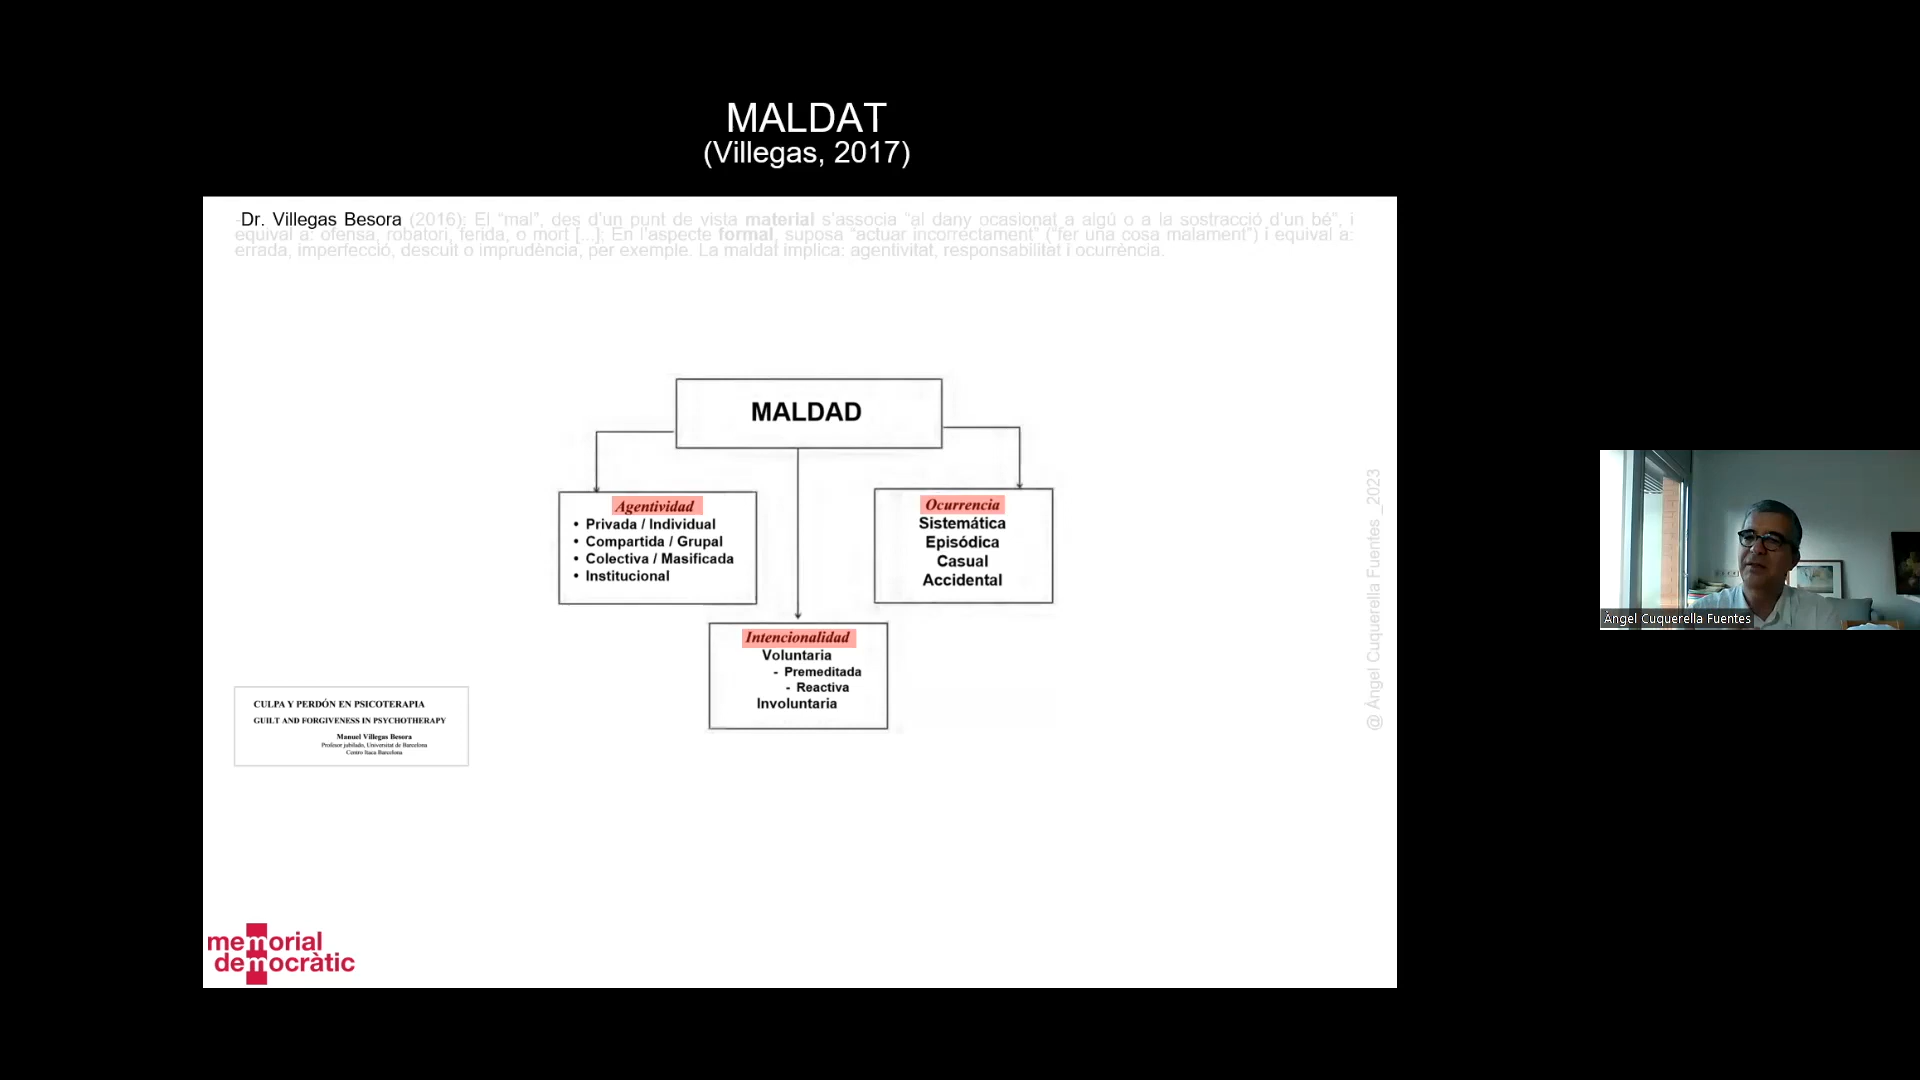 MALDAT
(Villegas, 2017)
-Dr. Villegas Besora (2016): El “mal”, des d’un punt de vista material s’associa “al dany ocasionat a algú o a la sostracció d’un bé”, i
equival a: ofensa, robatori, ferida, o mort [...]; En l’aspecte formal, suposa “actuar incorrectament” (“fer una cosa malament”) i equival a:
errada, imperfecció, descuit o imprudència, per exemple. La maldat implica: agentivitat, responsabilitat i ocurrència.
MALDAD
Agentividad
• Privada / Individual
• Compartida / Grupal
• Colectiva / Masificada
• Institucional
Ocurrencia
Sistemática
Episódica
Casual
Accidental
Intencionalidad
Voluntaria
- Premeditada
- Reactiva
Involuntaria
CULPA Y PERDÓN EN PSICOTERAPIA
GUILT AND FORGIVENESS IN PSYCHOTHERAPY
Manuel Villegas Besora
Profesor jubilado, Universitat de Barcelona
Centro Itaca Barcelona
@ Àngel Cuquerella Fuentes _2023
memorial
democràtic
Àngel Cuquerella Fuentes